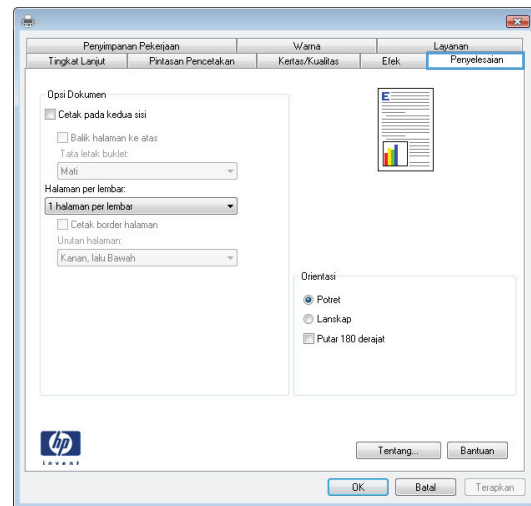 Penyimpanan Pekerjaan Warna Layanan
Tingkat Lanjut Pintasan Pencetakan Kertas/Kualitas Efek Penyelesaian
Opsi Dokumen
Cetak pada kedua sisi
Balik halaman ke atas
Tata letak buklet:
Mati
Halaman per lembar:
1 halaman per lembar
Cetak border halaman
Urutan halaman:
Kanan, lalu Bawah
E
Orientasi
Potret
Lanskap
Putar 180 derajat
hp
invent
Tentang... Bantuan
OK Batal Terapkan